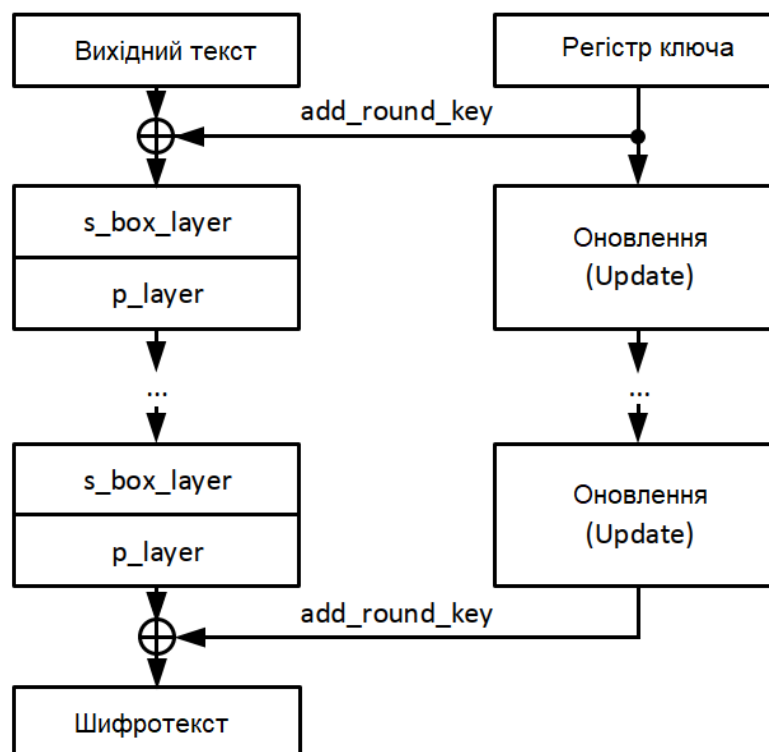 Вихідний текст
Регістр ключа
add_round_key
s_box_layer
p_layer
Оновлення
(Update)
...
...
s_box_layer
p_layer
Оновлення
(Update)
add_round_key
Шифротекст